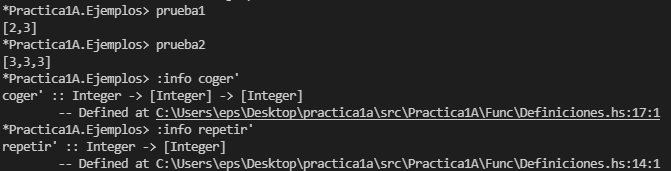 *Practica1A.Ejemplos> prueba1
[2,3]
*Practica1A.Ejemplos> prueba2
[3,3,3]
*Practica1A.Ejemplos> :info coger'
coger' :: Integer -> [Integer] -> [Integer]
        -- Defined at C:\Users\eps\Desktop\practica1a\src\Practica1A\Func\Definiciones.hs:17:1
*Practica1A.Ejemplos> :info repetir'
repetir' :: Integer -> [Integer]
        -- Defined at C:\Users\eps\Desktop\practica1a\src\Practica1A\Func\Definiciones.hs:14:1